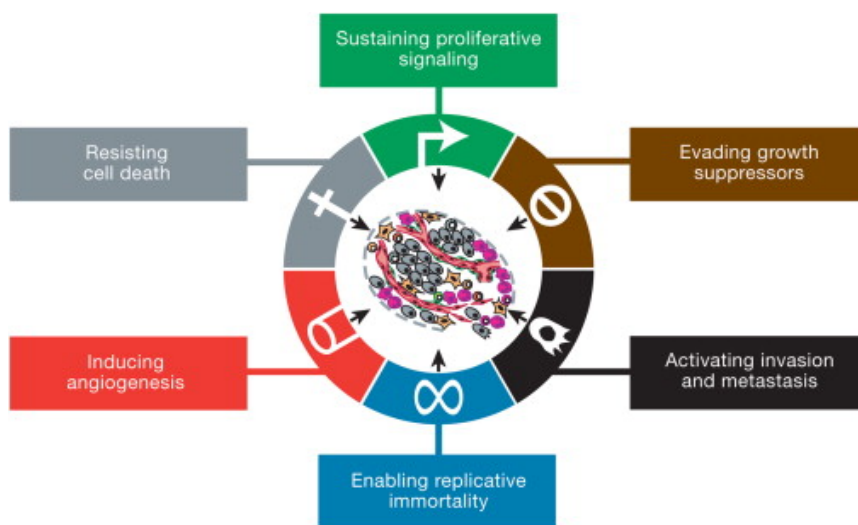 Sustaining proliferative
signaling
Resisting
cell death
Evading growth
suppressors
Inducing
angiogenesis
Activating invasion
and metastasis
Enabling replicative
immortality